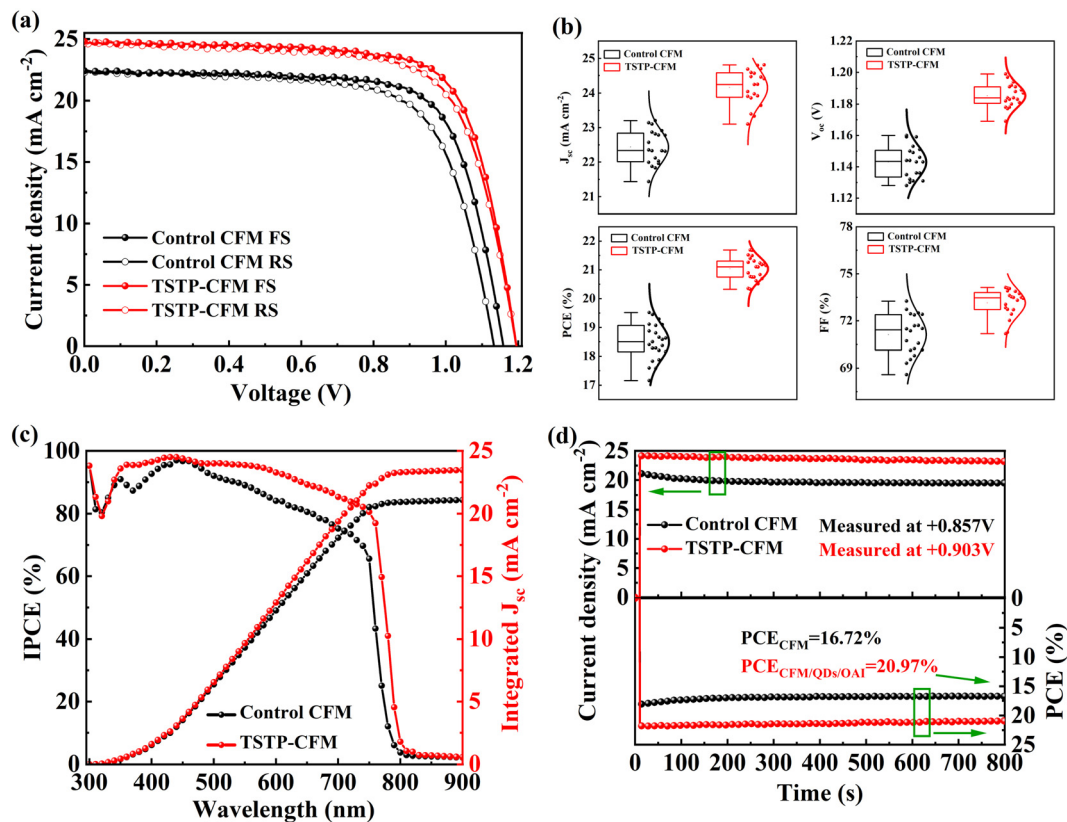 (a)
25
20
15
10
5
0
Current density (mA cm-2)
Control CFM FS
Control CFM RS
TSTP-CFM FS
TSTP-CFM RS
0.0 0.2 0.4 0.6 0.8 1.0 1.2
Voltage (V)
(b)
25
24
23
22
21
Jsc (mA cm-2)
Control CFM
TSTP-CFM
1.22
1.20
1.18
1.16
1.14
1.12
Voc (V)
Control CFM
TSTP-CFM
22
21
20
19
18
17
PCE (%)
Control CFM
TSTP-CFM
75
72
69
FF (%)
Control CFM
TSTP-CFM
(c)
100
80
60
40
20
0
IPCE (%)
Control CFM
TSTP-CFM
25
20
15
10
5
0
Integrated Jsc (mA cm-2)
300 400 500 600 700 800 900
Wavelength (nm)
(d)
25
20
15
10
5
0
Current density (mA cm-2)
Control CFM
TSTP-CFM
Measured at +0.857V
Measured at +0.903V
PCECFM=16.72%
PCECFM/QDs/OAI=20.97%
0
5
10
15
20
25
PCE (%)
0 100 200 300 400 500 600 700 800
Time (s)